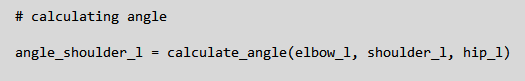 # calculating angle
angle_shoulder_l = calculate_angle(elbow_l, shoulder_l, hip_l)